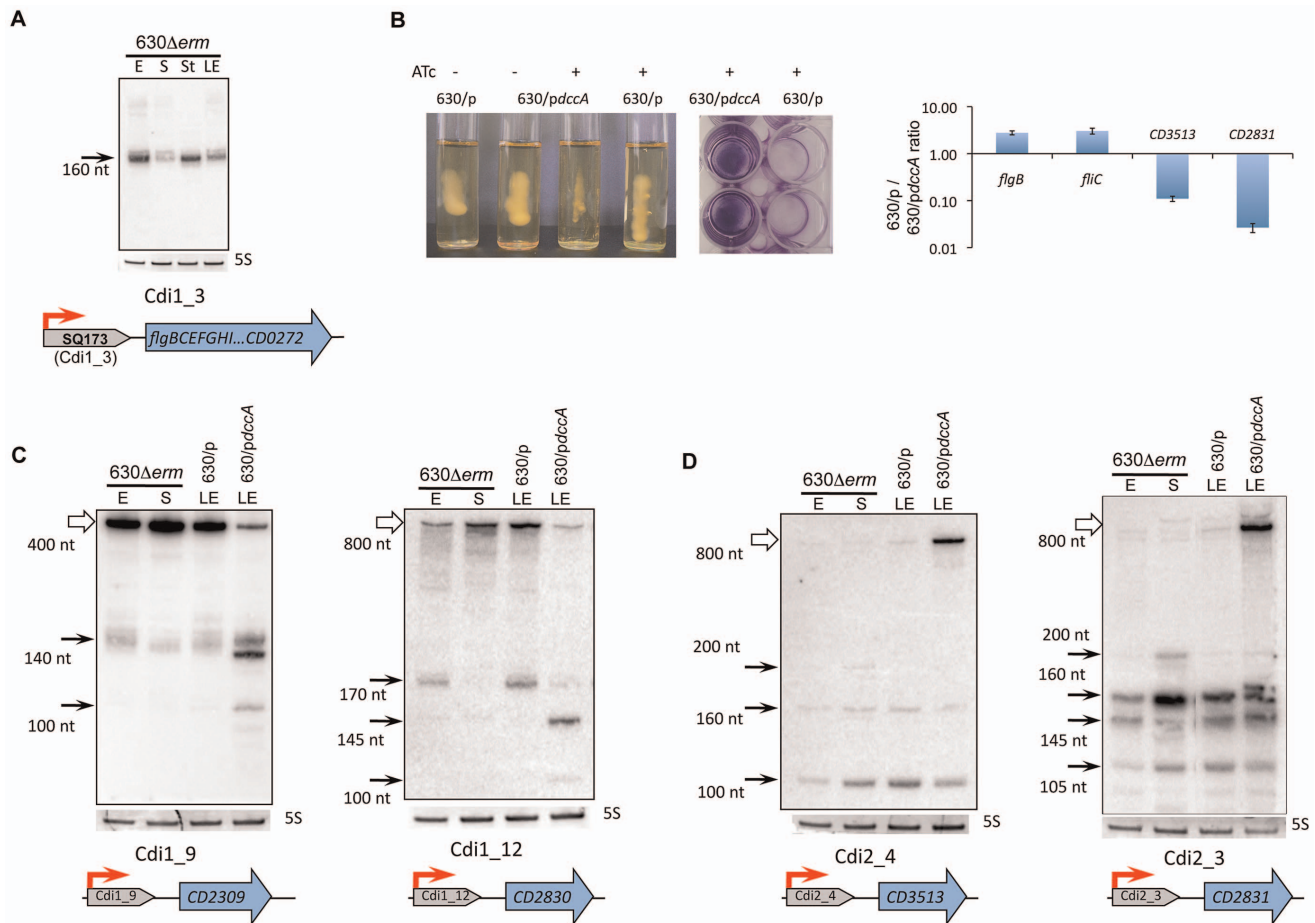 A
630Δerm
E S St LE
160 nt
5S
Cdi1_3
SQ173
(Cdi1_3)
flgBCEFGHI...CD0272
B
ATc - - + + + +
630/p 630/pdccA 630/p 630/pdccA 630/p
630/p / 630/pdccA ratio
10.00
1.00
0.10
0.01
flgB
fliC
CD3513
CD2831
C
630Δerm
630/p
630/pdccA
E S LE LE
400 nt
140 nt
100 nt
5S
Cdi1_9
Cdi1_9
CD2309
630Δerm
630/p
630/pdccA
E S LE LE
800 nt
170 nt
145 nt
100 nt
5S
Cdi1_12
Cdi1_12
CD2830
D
630Δerm
630/p
630/pdccA
E S LE LE
800 nt
200 nt
160 nt
100 nt
5S
Cdi2_4
Cdi2_4
CD3513
630Δerm
630/p
630/pdccA
E S LE LE
800 nt
200 nt
160 nt
145 nt
105 nt
5S
Cdi2_3
Cdi2_3
CD2831